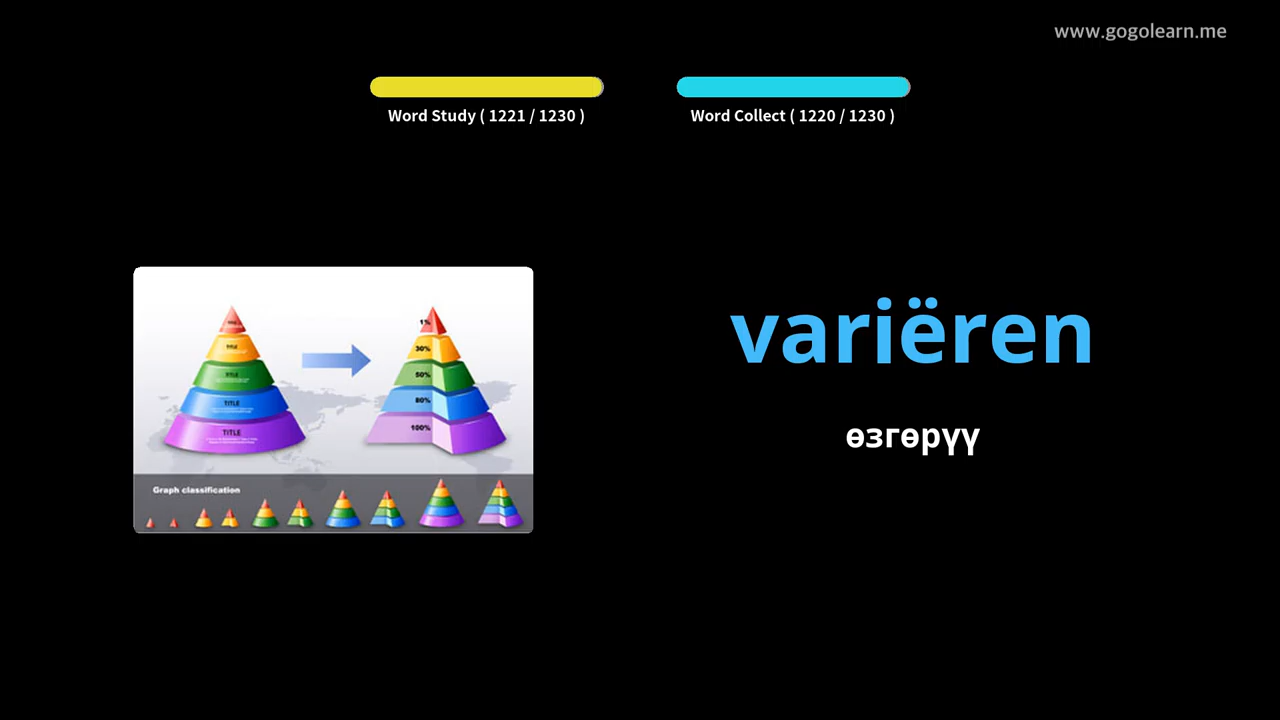 www.gogolearn.me
Word Study ( 1221 / 1230 )
Word Collect ( 1220 / 1230 )
variëren
өзгөрүү
1%
30%
50%
80%
100%
TITLE
TITLE
TITLE
TITLE
Graph classification